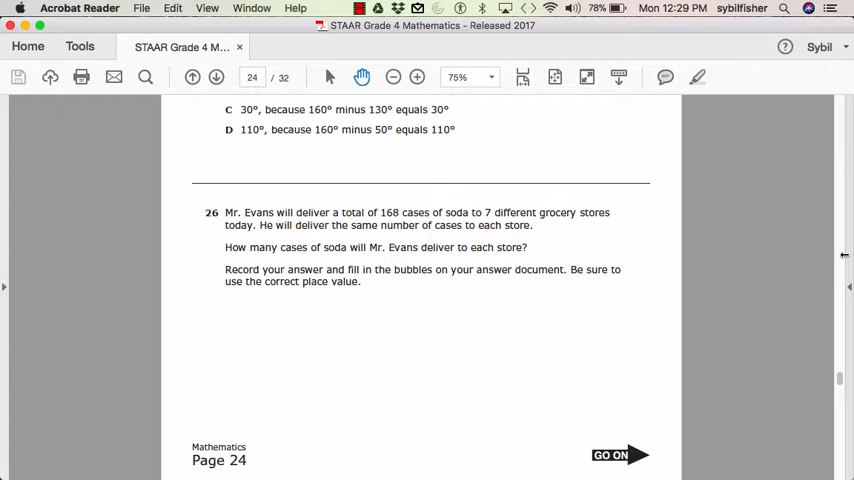 Acrobat Reader File Edit View Window Help 78% Mon 12:29 PM sybilfisher
STAAR Grade 4 Mathematics - Released 2017
Home Tools STAAR Grade 4 M... × Sybil
24 / 32 75%
C 30°, because 160° minus 130° equals 30°
D 110°, because 160° minus 50° equals 110°
26 Mr. Evans will deliver a total of 168 cases of soda to 7 different grocery stores
today. He will deliver the same number of cases to each store.
How many cases of soda will Mr. Evans deliver to each store?
Record your answer and fill in the bubbles on your answer document. Be sure to
use the correct place value.
Mathematics
Page 24
GO ON